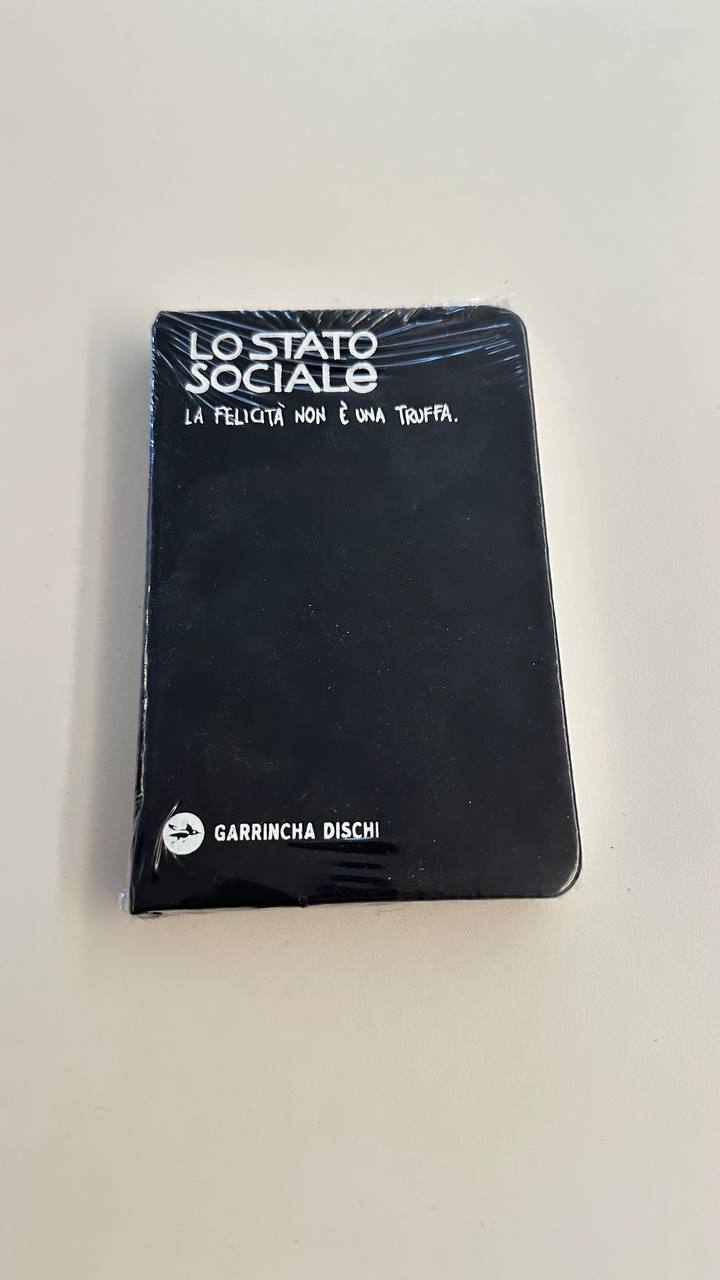 LO STATO
SOCIALe
LA FELICITÀ NON È UNA TRUFFA.
GARRINCHA DISCHI